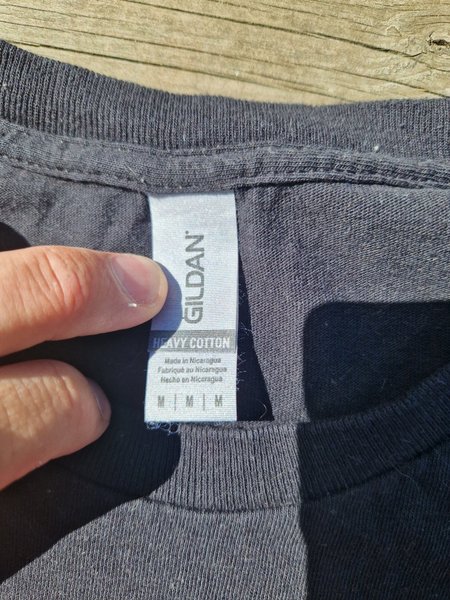 GILDAN
HEAVY COTTON
Made in Nicaragua
Fabriqué au Nicaragua
Hecho en Nicaragua
M | M | M